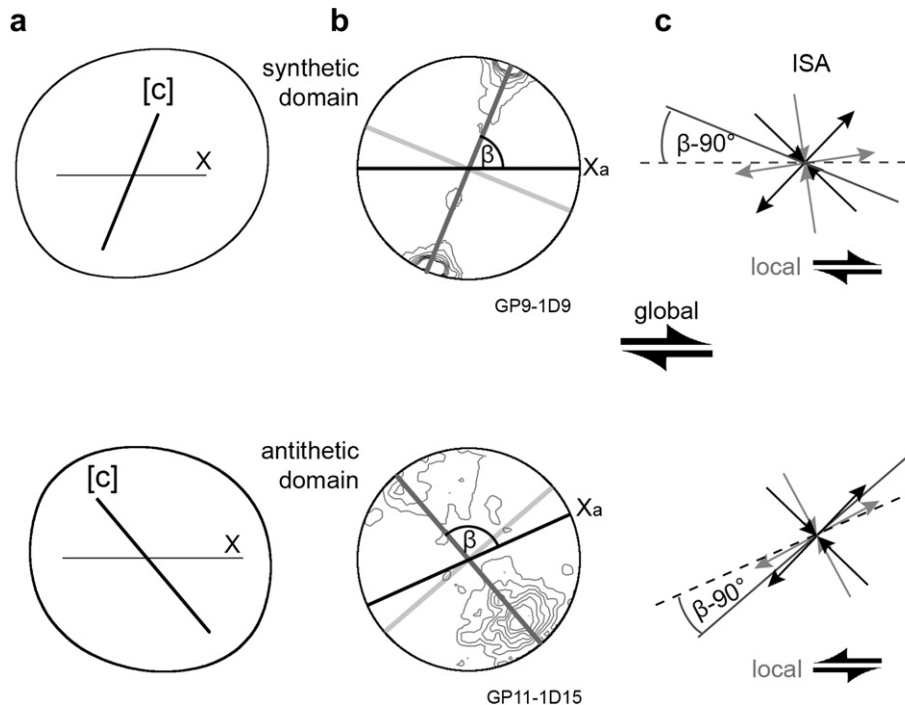 a
b
c
[c]
X
synthetic
domain
β
Xa
GP9-1D9
ISA
β-90°
local
global
[c]
X
antithetic
domain
β
Xa
GP11-1D15
β-90°
local